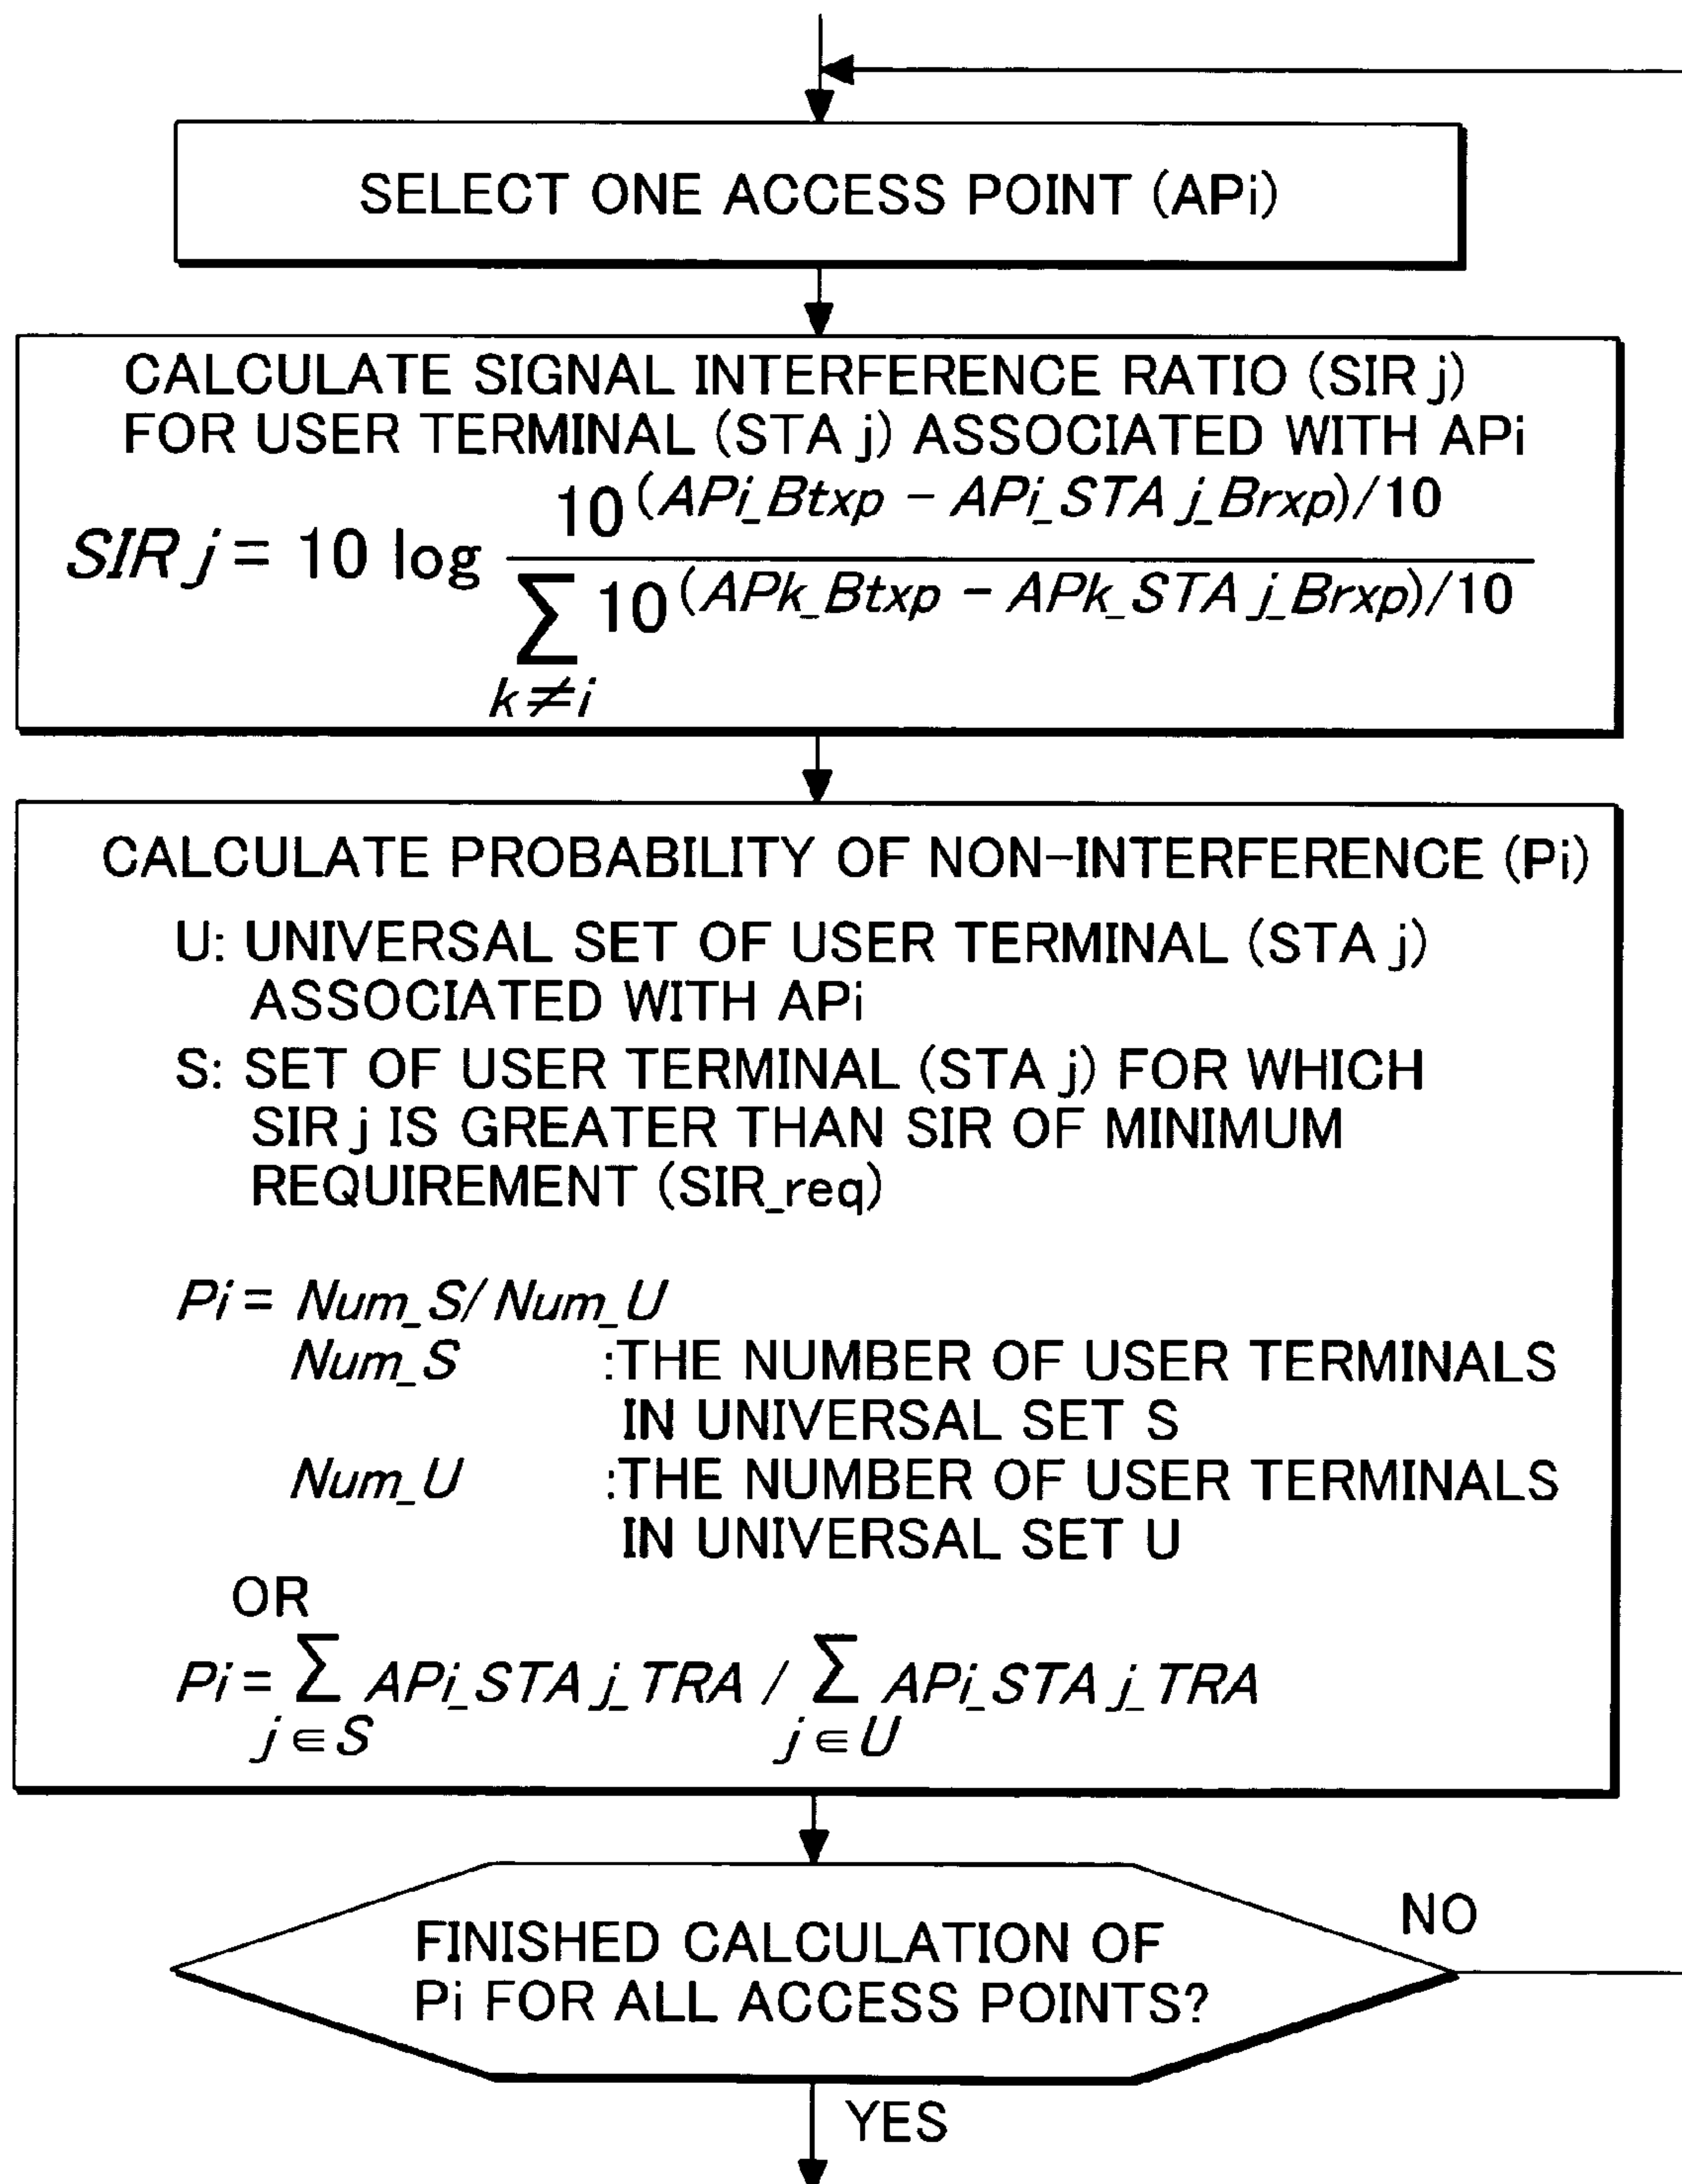 SELECT ONE ACCESS POINT (APi)
CALCULATE SIGNAL INTERFERENCE RATIO (SIR j)
FOR USER TERMINAL (STA j) ASSOCIATED WITH APi
SIR j = 10 log 10^(APi_Btxp - APi_STA j_Brxp)/10
∑ 10^(APk_Btxp - APk_STA j_Brxp)/10
k≠i
CALCULATE PROBABILITY OF NON-INTERFERENCE (Pi)
U: UNIVERSAL SET OF USER TERMINAL (STA j)
ASSOCIATED WITH APi
S: SET OF USER TERMINAL (STA j) FOR WHICH
SIR j IS GREATER THAN SIR OF MINIMUM
REQUIREMENT (SIR_req)
Pi = Num_S/Num_U
Num_S :THE NUMBER OF USER TERMINALS
IN UNIVERSAL SET S
Num_U :THE NUMBER OF USER TERMINALS
IN UNIVERSAL SET U
OR
Pi = ∑ APi_STA j_TRA / ∑ APi_STA j_TRA
j∈S j∈U
FINISHED CALCULATION OF
Pi FOR ALL ACCESS POINTS?
NO
YES